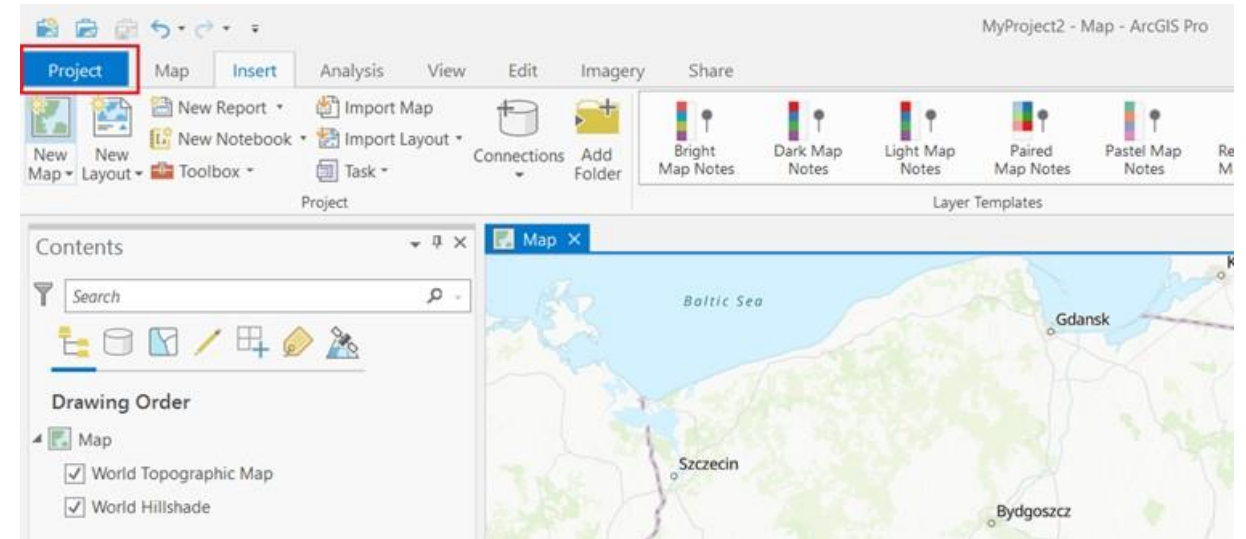 MyProject2 - Map - ArcGIS Pro
Project Map Insert Analysis View Edit Imagery Share
New Map
New Layout
New Report
New Notebook
Toolbox
Import Map
Import Layout
Task
Connections
Add Folder
Project
Bright Map Notes
Dark Map Notes
Light Map Notes
Paired Map Notes
Pastel Map Notes
Re
M
Layer Templates
Contents
Map
Search
Drawing Order
Map
World Topographic Map
World Hillshade
Baltic Sea
K
Gdansk
Szczecin
Bydgoszcz